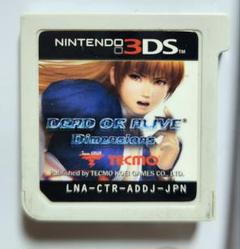 NINTENDO 3DS
DEAD OR ALIVE®
Dimensions
TECMO
Published by TECMO KOEI GAMES CO., LTD.
LNA-CTR-ADDJ-JPN